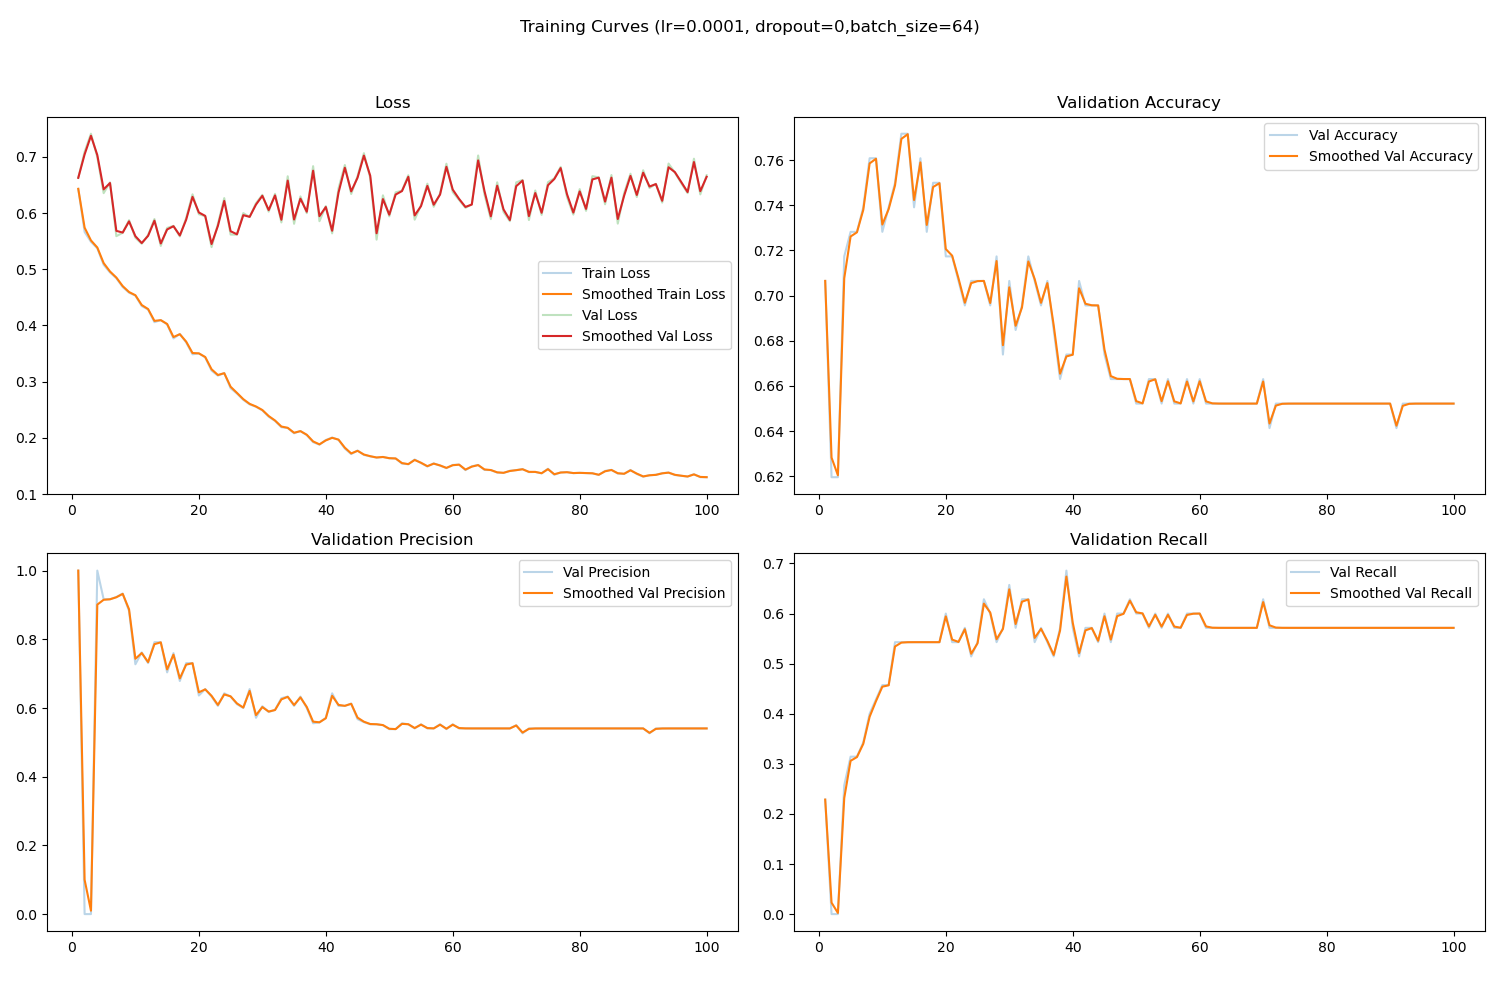 Training Curves (lr=0.0001, dropout=0,batch_size=64)
Loss
0.7
0.6
0.5
0.4
0.3
0.2
0.1
0 20 40 60 80 100
Train Loss
Smoothed Train Loss
Val Loss
Smoothed Val Loss
Validation Accuracy
0.76
0.74
0.72
0.70
0.68
0.66
0.64
0.62
0 20 40 60 80 100
Val Accuracy
Smoothed Val Accuracy
Validation Precision
1.0
0.8
0.6
0.4
0.2
0.0
0 20 40 60 80 100
Val Precision
Smoothed Val Precision
Validation Recall
0.7
0.6
0.5
0.4
0.3
0.2
0.1
0.0
0 20 40 60 80 100
Val Recall
Smoothed Val Recall